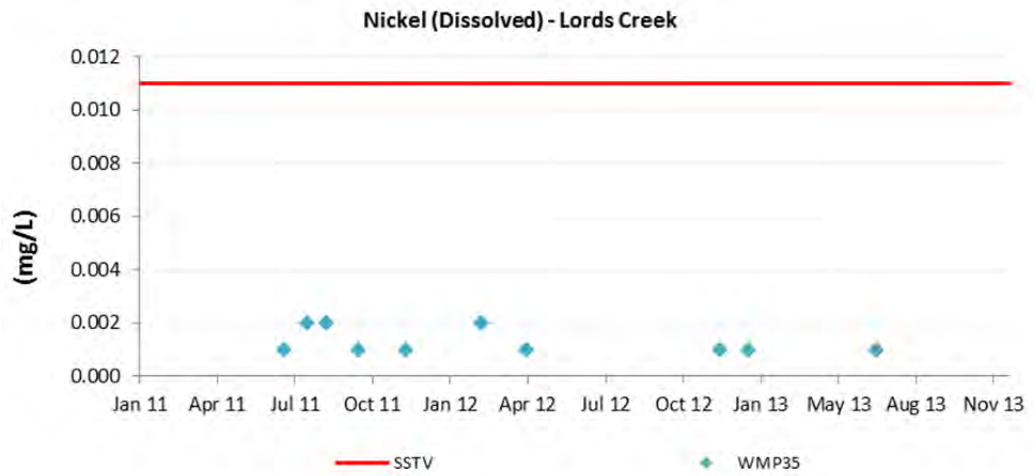 Nickel (Dissolved) - Lords Creek
0.012
0.010
0.008
0.006
0.004
0.002
0.000
(mg/L)
Jan 11 Apr 11 Jul 11 Oct 11 Jan 12 Apr 12 Jul 12 Oct 12 Jan 13 May 13 Aug 13 Nov 13
SSTV WMP35